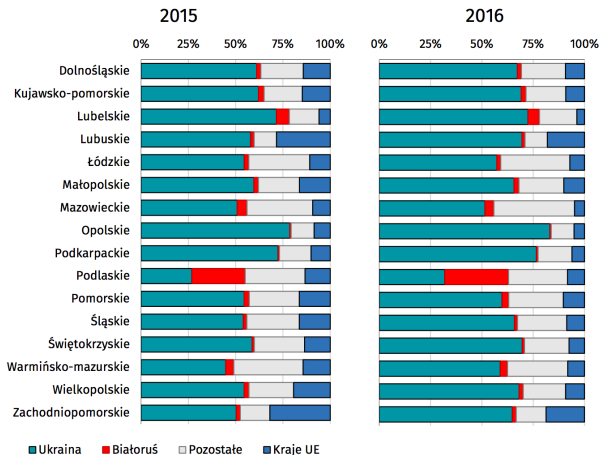 2015 2016
0% 25% 50% 75% 100% 0% 25% 50% 75% 100%
Dolnośląskie
Kujawsko-pomorskie
Lubelskie
Lubuskie
Łódzkie
Małopolskie
Mazowieckie
Opolskie
Podkarpackie
Podlaskie
Pomorskie
Śląskie
Świętokrzyskie
Warmińsko-mazurskie
Wielkopolskie
Zachodniopomorskie
Ukraina Białoruś Pozostałe Kraje UE